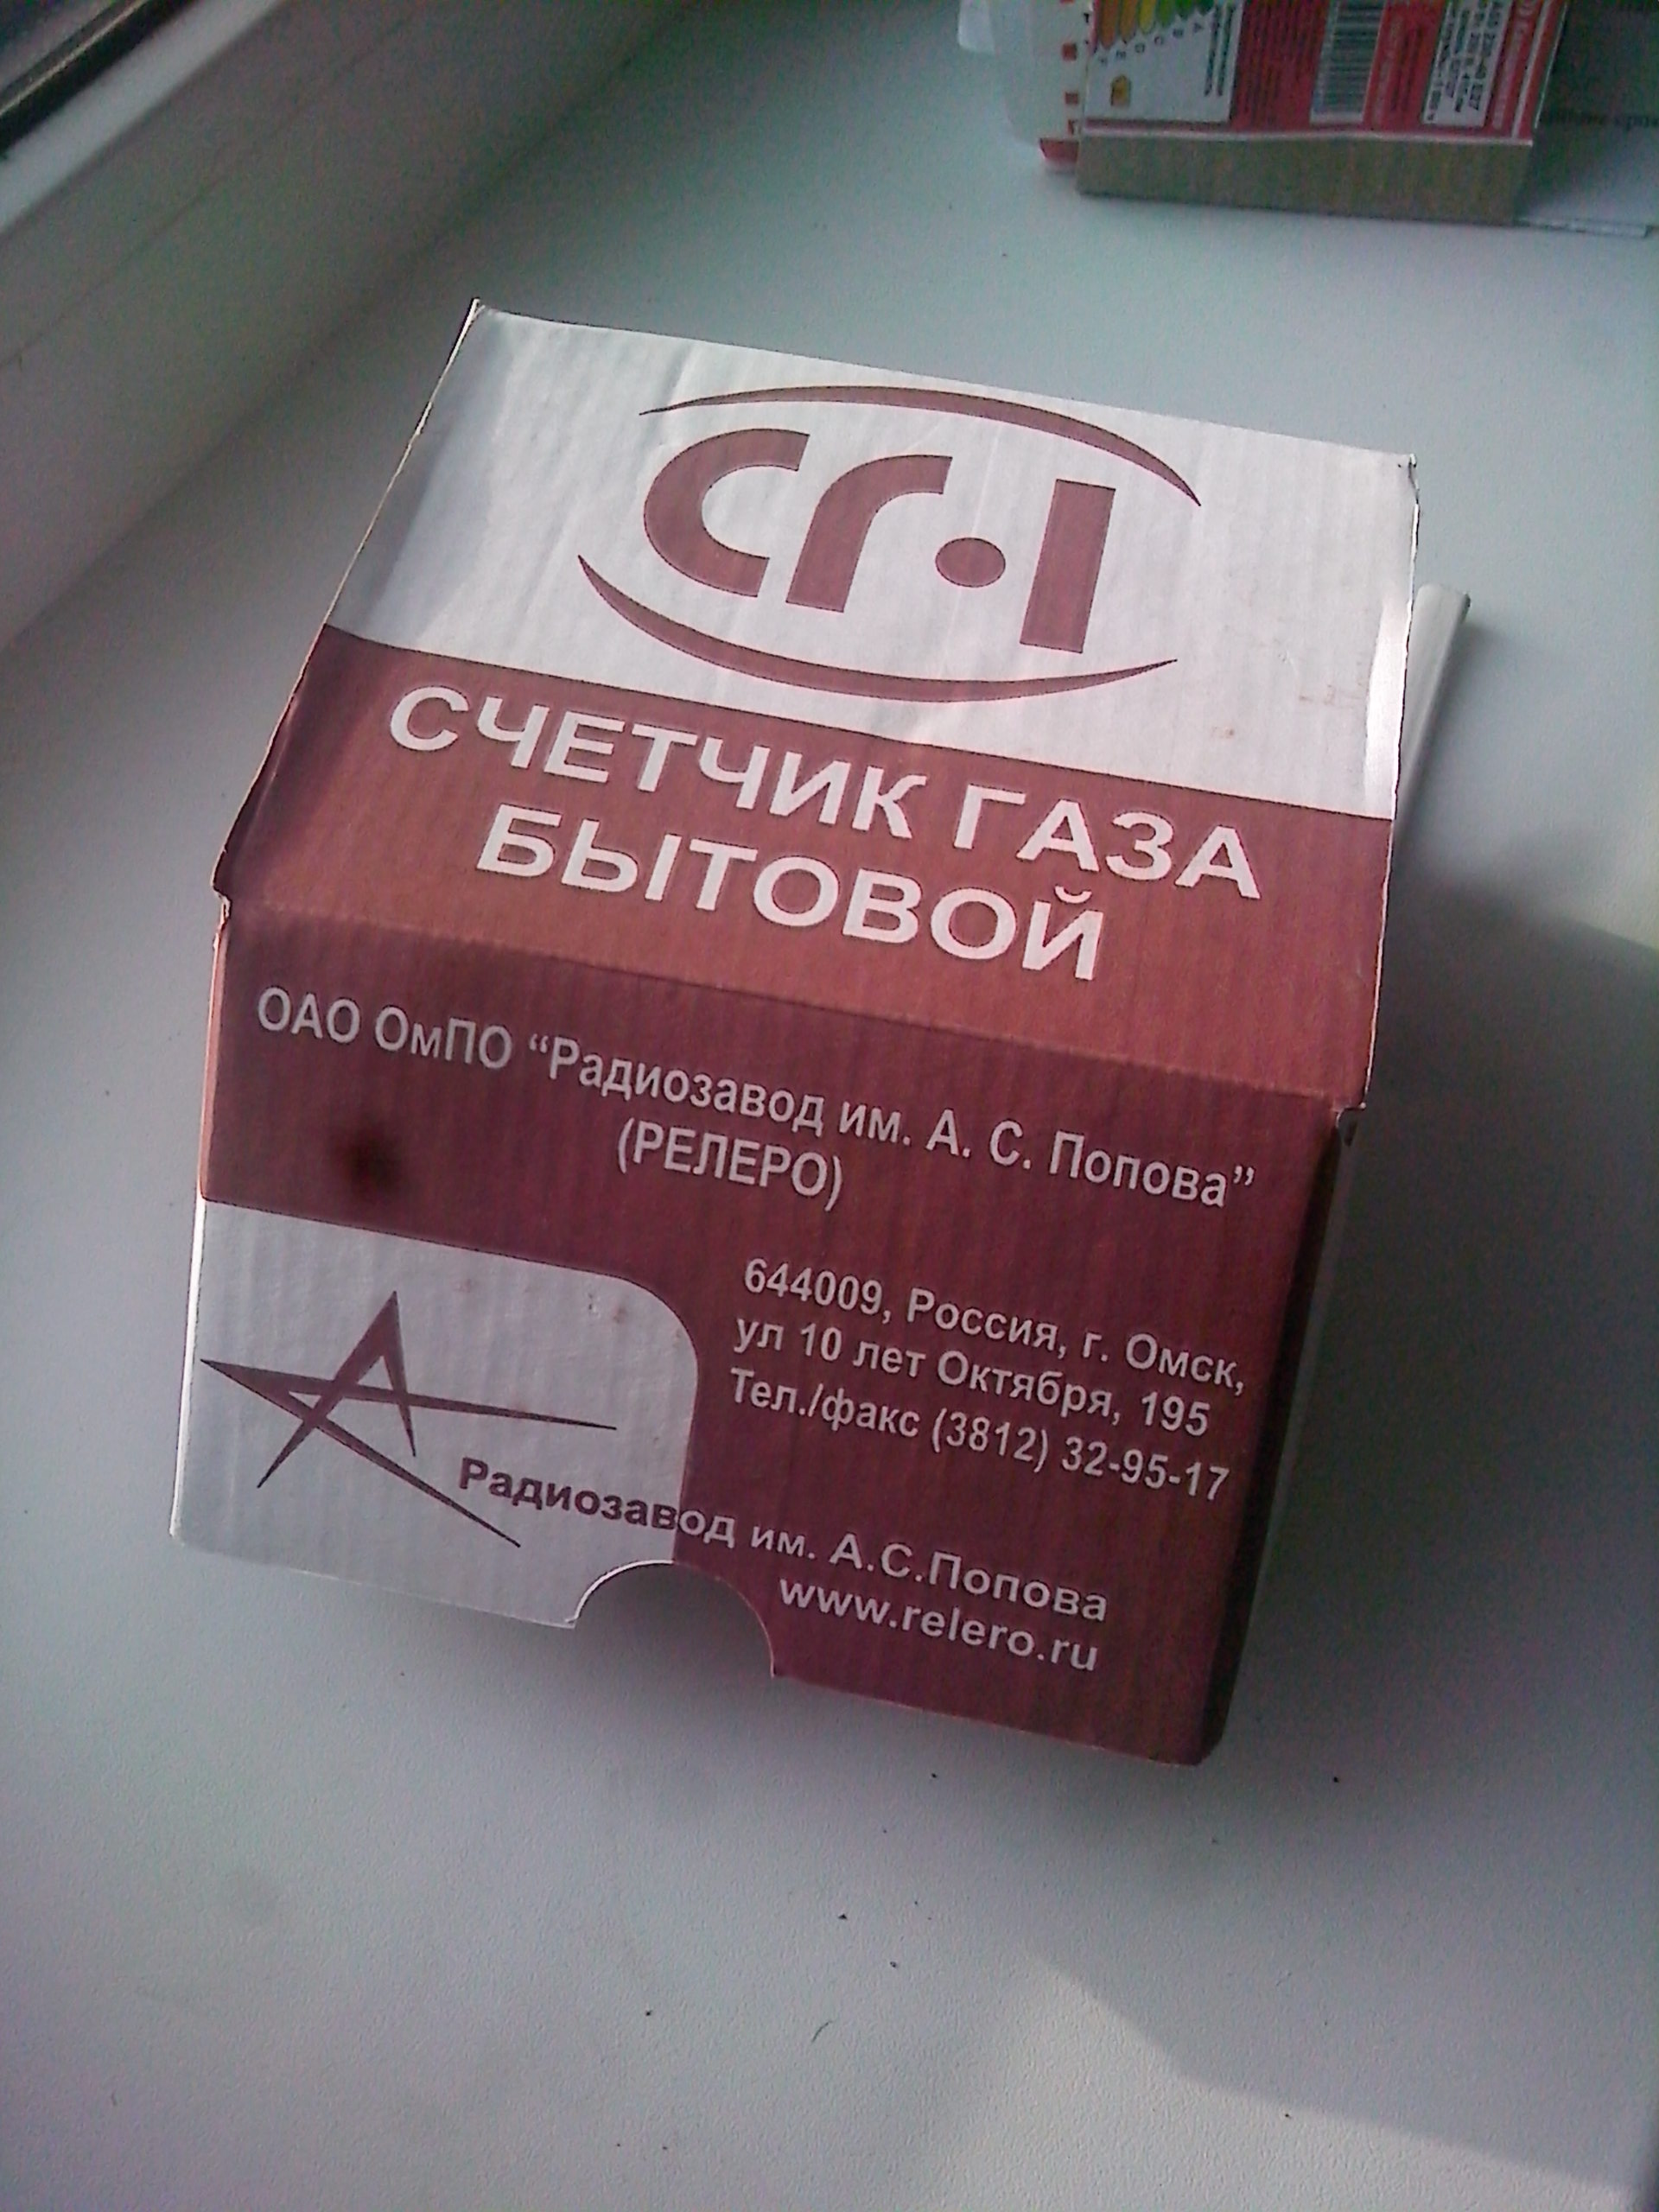 СГ·1
СЧЕТЧИК ГАЗА
БЫТОВОЙ
ОАО ОмПО “Радиозавод им. А. С. Попова”
(РЕЛЕРО)
644009, Россия, г. Омск,
ул 10 лет Октября, 195
Тел./факс (3812) 32-95-17
Радиозавод им. А.С.Попова
www.relero.ru